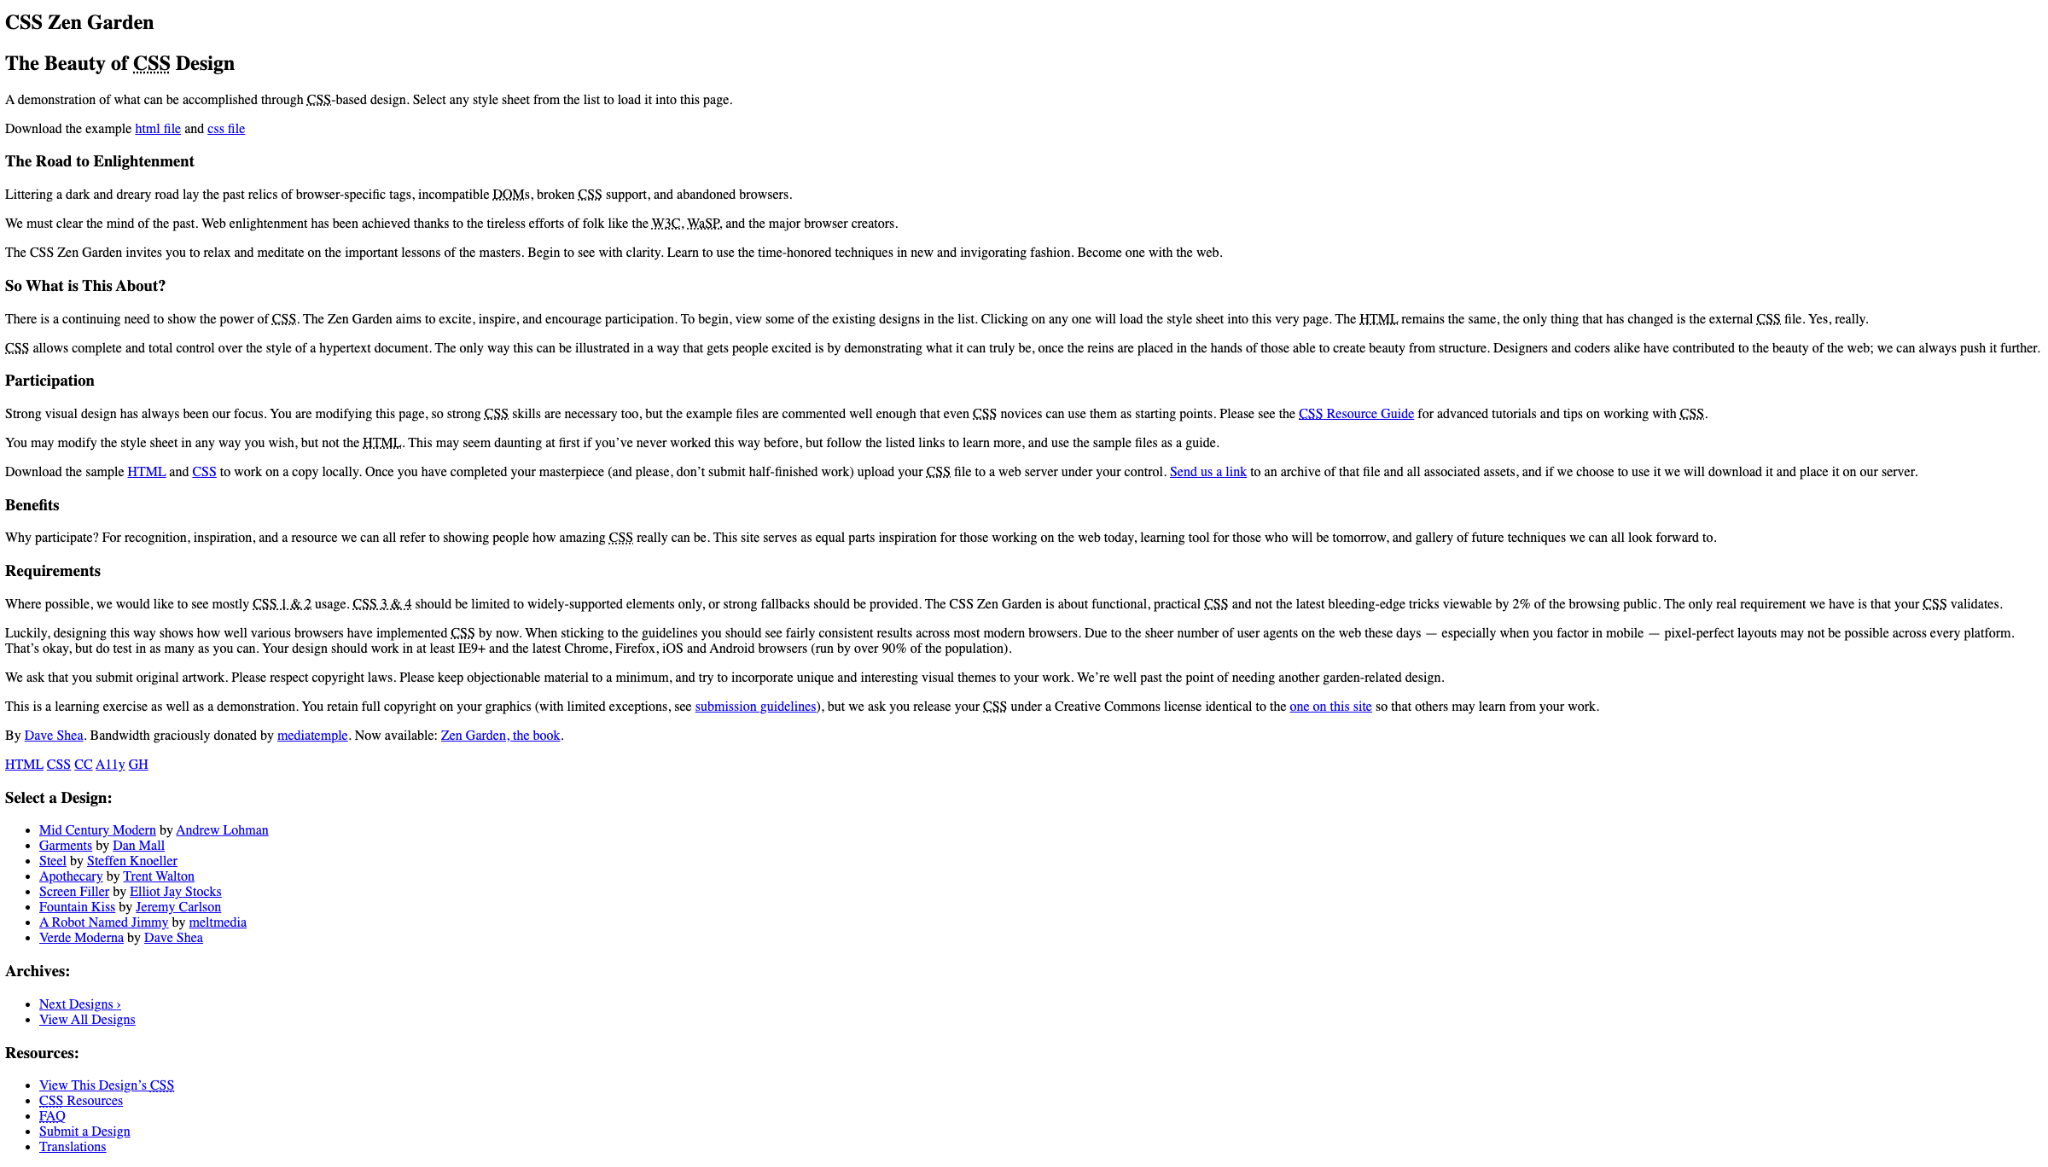 CSS Zen Garden
The Beauty of CSS Design
A demonstration of what can be accomplished through CSS-based design. Select any style sheet from the list to load it into this page.
Download the example html file and css file
The Road to Enlightenment
Littering a dark and dreary road lay the past relics of browser-specific tags, incompatible DOMs, broken CSS support, and abandoned browsers.
We must clear the mind of the past. Web enlightenment has been achieved thanks to the tireless efforts of folk like the W3C, WaSP, and the major browser creators.
The CSS Zen Garden invites you to relax and meditate on the important lessons of the masters. Begin to see with clarity. Learn to use the time-honored techniques in new and invigorating fashion. Become one with the web.
So What is This About?
There is a continuing need to show the power of CSS. The Zen Garden aims to excite, inspire, and encourage participation. To begin, view some of the existing designs in the list. Clicking on any one will load the style sheet into this very page. The HTML remains the same, the only thing that has changed is the external CSS file. Yes, really.
CSS allows complete and total control over the style of a hypertext document. The only way this can be illustrated in a way that gets people excited is by demonstrating what it can truly be, once the reins are placed in the hands of those able to create beauty from structure. Designers and coders alike have contributed to the beauty of the web; we can always push it further.
Participation
Strong visual design has always been our focus. You are modifying this page, so strong CSS skills are necessary too, but the example files are commented well enough that even CSS novices can use them as starting points. Please see the CSS Resource Guide for advanced tutorials and tips on working with CSS.
You may modify the style sheet in any way you wish, but not the HTML. This may seem daunting at first if you’ve never worked this way before, but follow the listed links to learn more, and use the sample files as a guide.
Download the sample HTML and CSS to work on a copy locally. Once you have completed your masterpiece (and please, don’t submit half-finished work) upload your CSS file to a web server under your control. Send us a link to an archive of that file and all associated assets, and if we choose to use it we will download it and place it on our server.
Benefits
Why participate? For recognition, inspiration, and a resource we can all refer to showing people how amazing CSS really can be. This site serves as equal parts inspiration for those working on the web today, learning tool for those who will be tomorrow, and gallery of future techniques we can all look forward to.
Requirements
Where possible, we would like to see mostly CSS 1 & 2 usage. CSS 3 & 4 should be limited to widely-supported elements only, or strong fallbacks should be provided. The CSS Zen Garden is about functional, practical CSS and not the latest bleeding-edge tricks viewable by 2% of the browsing public. The only real requirement we have is that your CSS validates.
Luckily, designing this way shows how well various browsers have implemented CSS by now. When sticking to the guidelines you should see fairly consistent results across most modern browsers. Due to the sheer number of user agents on the web these days — especially when you factor in mobile — pixel-perfect layouts may not be possible across every platform.
That’s okay, but do test in as many as you can. Your design should work in at least IE9+ and the latest Chrome, Firefox, iOS and Android browsers (run by over 90% of the population).
We ask that you submit original artwork. Please respect copyright laws. Please keep objectionable material to a minimum, and try to incorporate unique and interesting visual themes to your work. We’re well past the point of needing another garden-related design.
This is a learning exercise as well as a demonstration. You retain full copyright on your graphics (with limited exceptions, see submission guidelines), but we ask you release your CSS under a Creative Commons license identical to the one on this site so that others may learn from your work.
By Dave Shea. Bandwidth graciously donated by mediatemple. Now available: Zen Garden, the book.
HTML CSS CC A11y GH
Select a Design:
• Mid Century Modern by Andrew Lohman
• Garments by Dan Mall
• Steel by Steffen Knoeller
• Apothecary by Trent Walton
• Screen Filler by Elliot Jay Stocks
• Fountain Kiss by Jeremy Carlson
• A Robot Named Jimmy by meltmedia
• Verde Moderna by Dave Shea
Archives:
• Next Designs ›
• View All Designs
Resources:
• View This Design’s CSS
• CSS Resources
• FAQ
• Submit a Design
• Translations